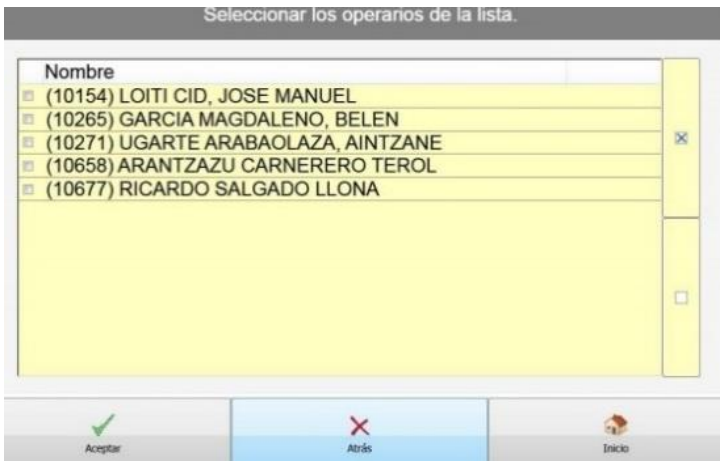 Seleccionar los operarios de la lista.
Nombre
(10154) LOITI CID, JOSE MANUEL
(10265) GARCIA MAGDALENO, BELEN
(10271) UGARTE ARABAOLAZA, AINTZANE
(10658) ARANTZAZU CARNERERO TEROL
(10677) RICARDO SALGADO LLONA
Aceptar
Atrás
Inicio